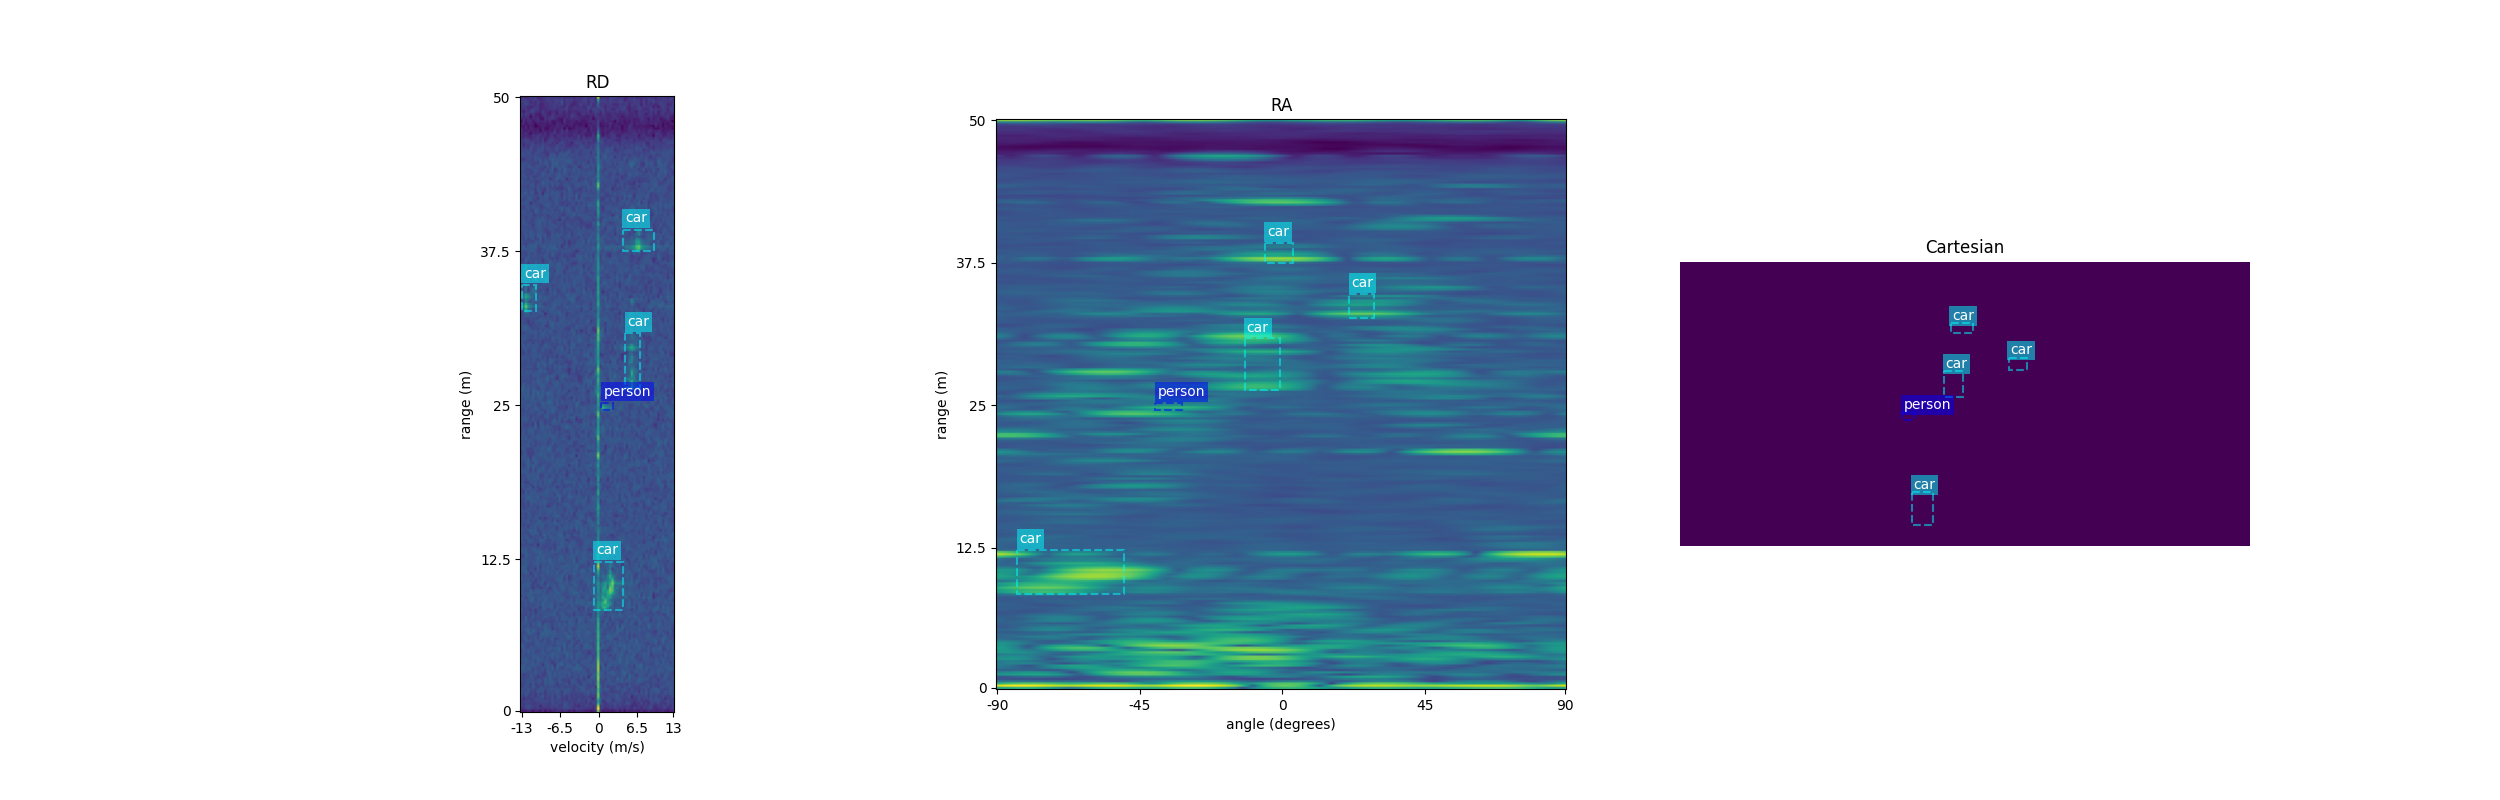 RD
50
37.5
25
12.5
0
range (m)
car
car
car
person
car
-13 -6.5 0 6.5 13
velocity (m/s)
RA
50
37.5
25
12.5
0
range (m)
car
car
car
person
car
-90 -45 0 45 90
angle (degrees)
Cartesian
car
car
car
person
car